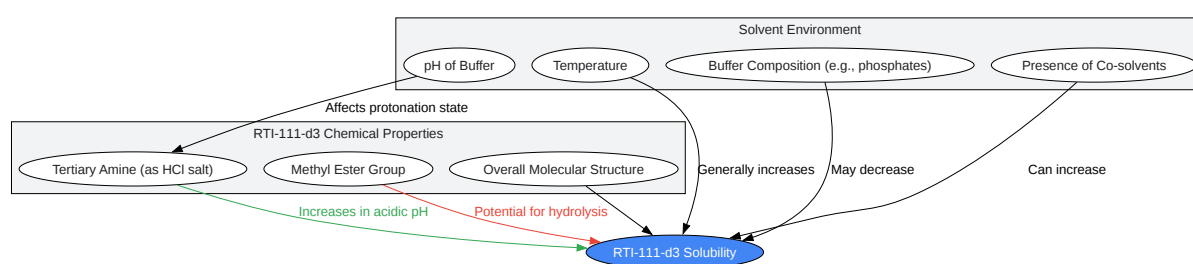 Solvent Environment
pH of Buffer
Temperature
Buffer Composition (e.g., phosphates)
Presence of Co-solvents
Affects protonation state
RTI-111-d3 Chemical Properties
Tertiary Amine (as HCl salt)
Methyl Ester Group
Overall Molecular Structure
Generally increases
May decrease
Can increase
Increases in acidic pH
Potential for hydrolysis
RTI-111-d3 Solubility